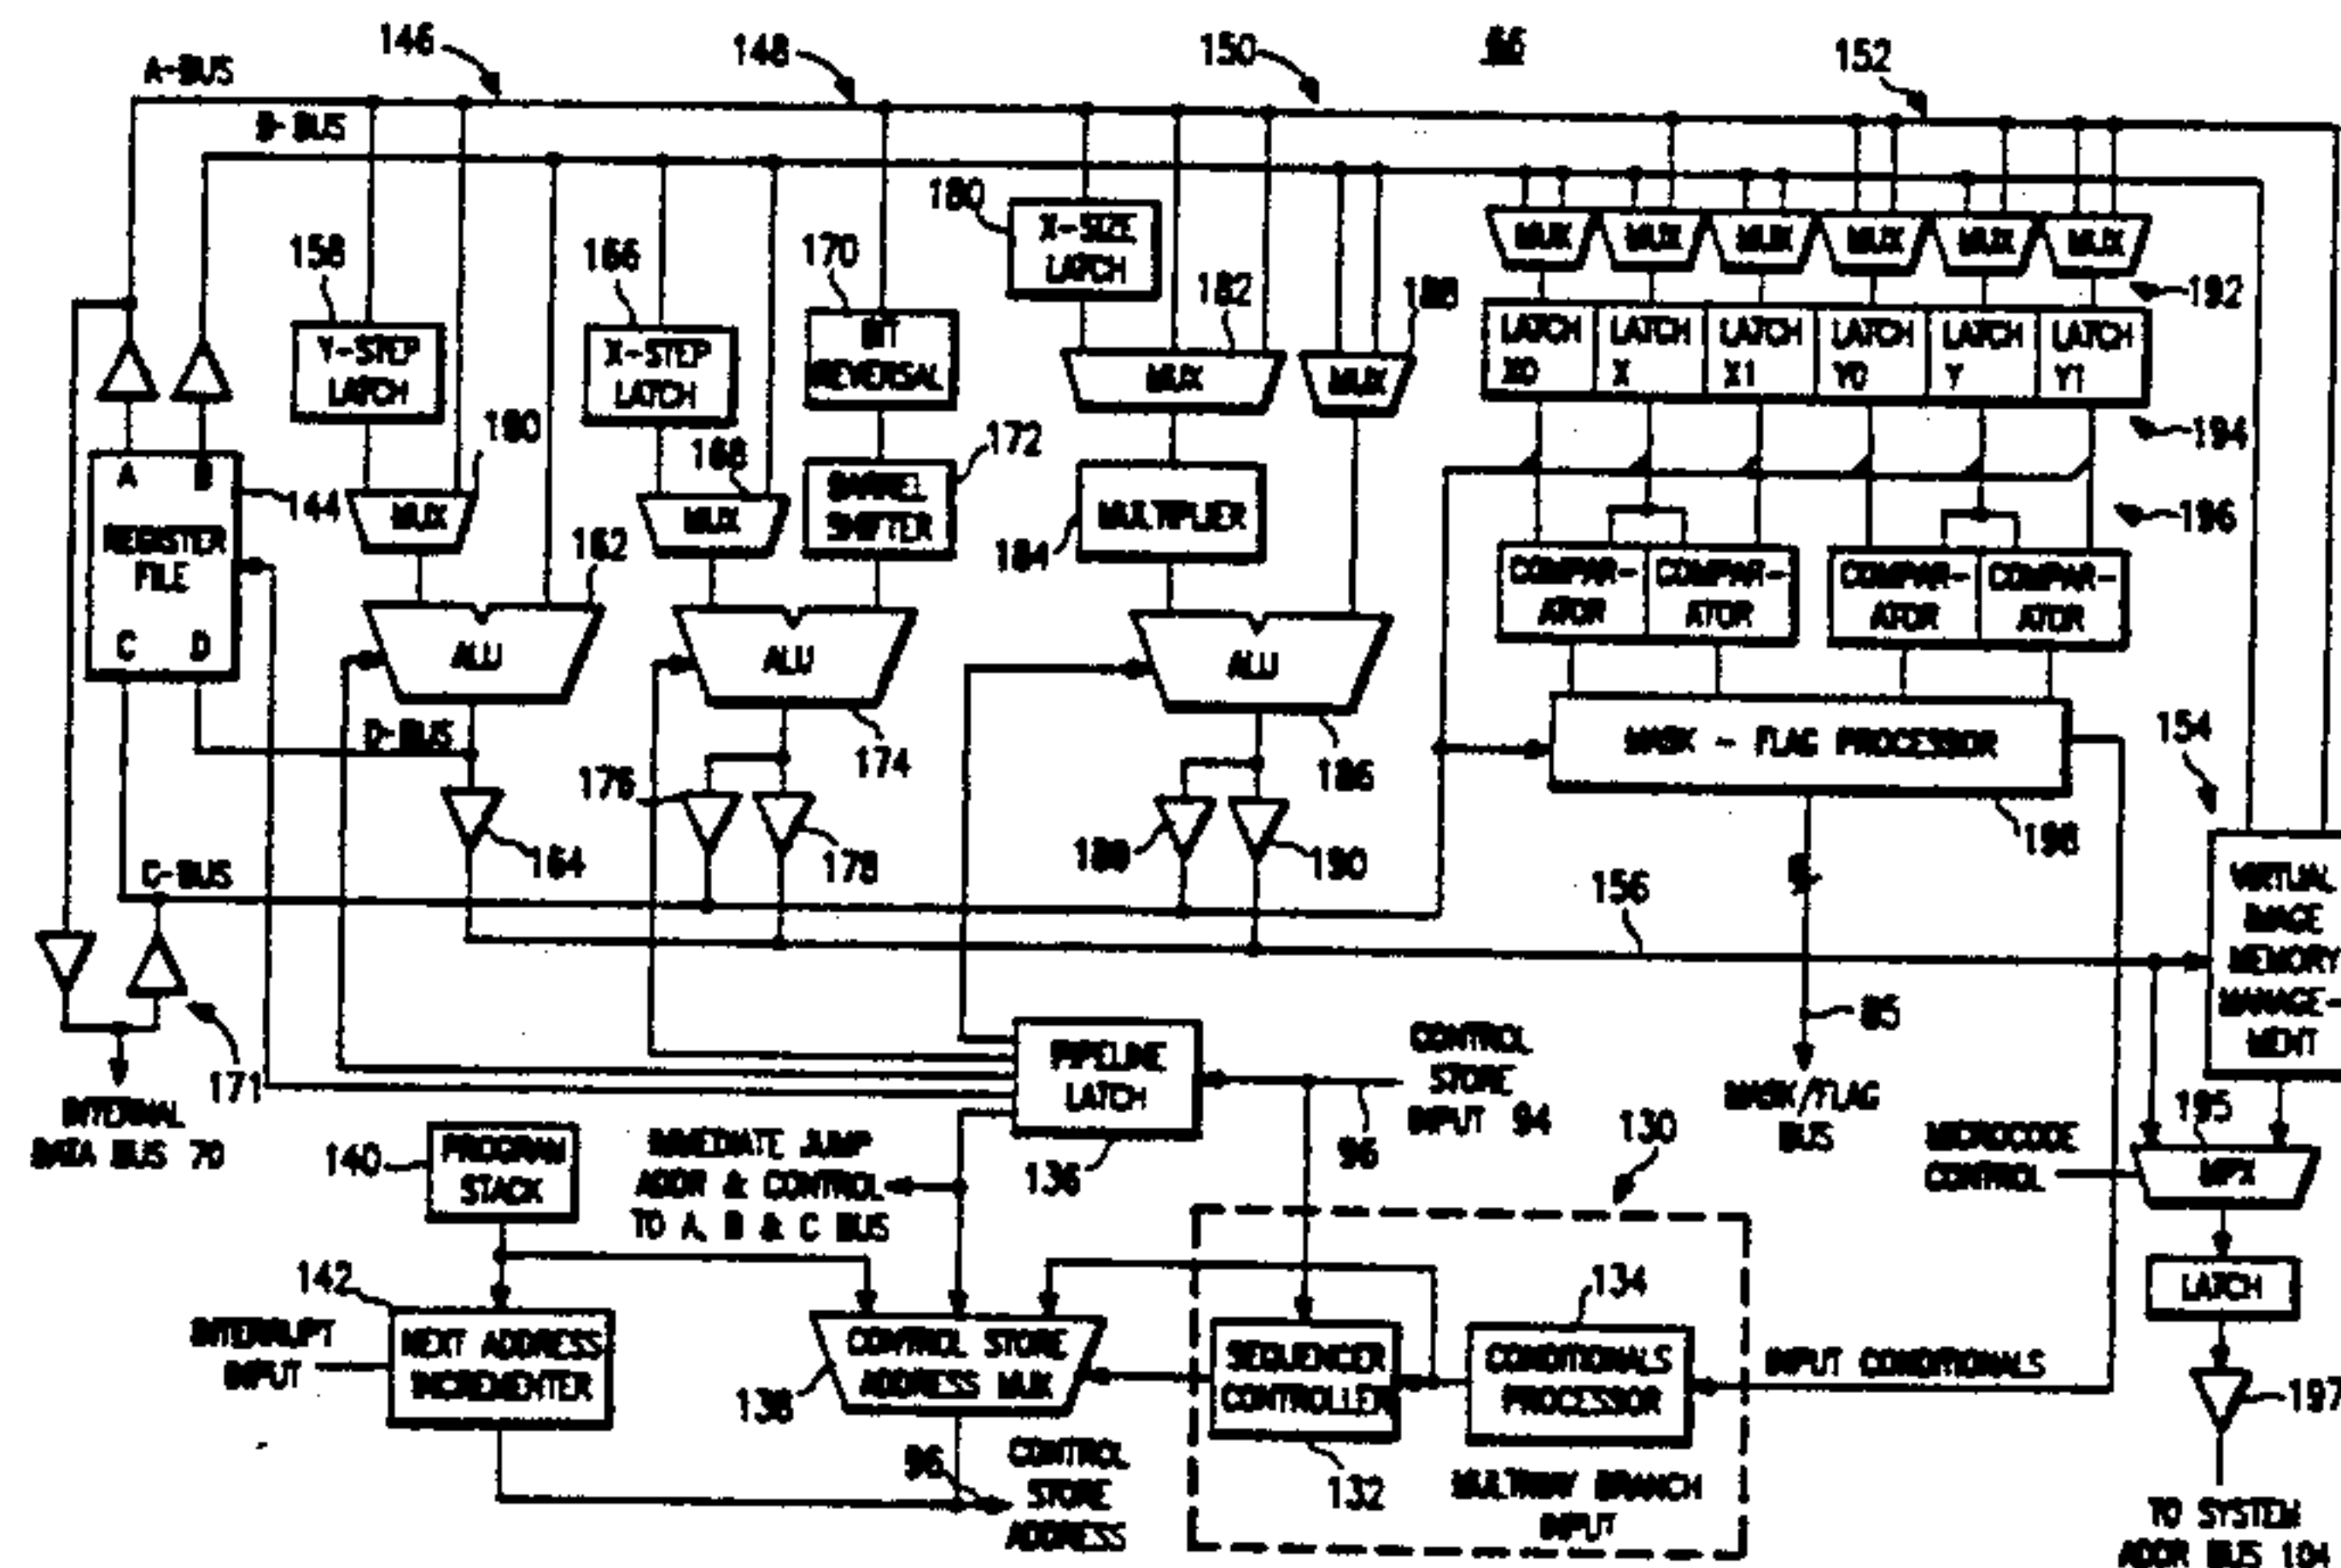 146
148
150
66
152
A-BUS
B-BUS
158
166
170
180
X-SIZE
LATCH
182
188
MUX
MUX
MUX
MUX
MUX
MUX
192
Y-STEP
LATCH
X-STEP
LATCH
BIT
REVERSAL
MUX
MUX
LATCH
X0
LATCH
X
LATCH
X1
LATCH
Y0
LATCH
Y
LATCH
Y1
194
A
B
144
REGISTER
FILE
C
D
MUX
160
168
MUX
172
BARREL
SHIFTER
184
MULTIPLIER
196
162
ALU
ALU
ALU
COMPAR-
ATOR
COMPAR-
ATOR
COMPAR-
ATOR
COMPAR-
ATOR
D-BUS
174
186
MASK - FLAG PROCESSOR
154
176
164
178
190
198
C-BUS
156
VIRTUAL
IMAGE
MEMORY
MANAGE-
MENT
171
INTERNAL
DATA BUS 70
PIPELINE
LATCH
136
CONTROL
STORE
INPUT 94
96
85
MASK/FLAG
BUS
195
MICROCODE
CONTROL
MPX
140
PROGRAM
STACK
IMMEDIATE JUMP
ADDR & CONTROL
TO A, B & C BUS
130
142
INTERRUPT
INPUT
NEXT ADDRESS
INCREMENTER
138
CONTROL STORE
ADDRESS MUX
SEQUENCER
CONTROLLER
132
134
CONDITIONALS
PROCESSOR
INPUT CONDITIONALS
LATCH
197
96
CONTROL
STORE
ADDRESS
MULTIWAY BRANCH
INPUT
TO SYSTEM
ADDR BUS 104